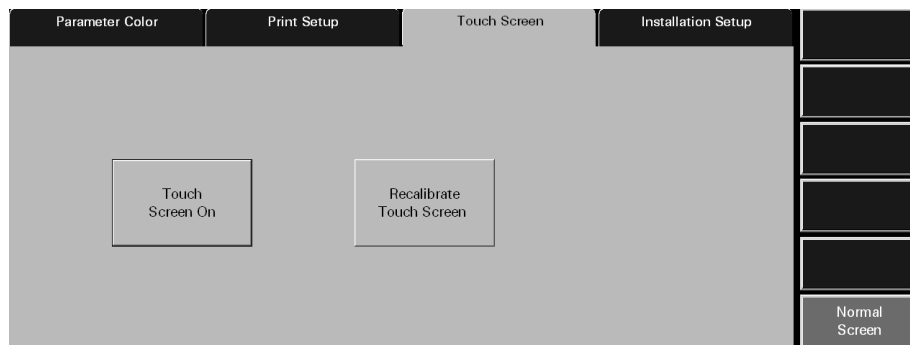 Parameter Color
Print Setup
Touch Screen
Installation Setup
Touch
Screen On
Recalibrate
Touch Screen
Normal
Screen